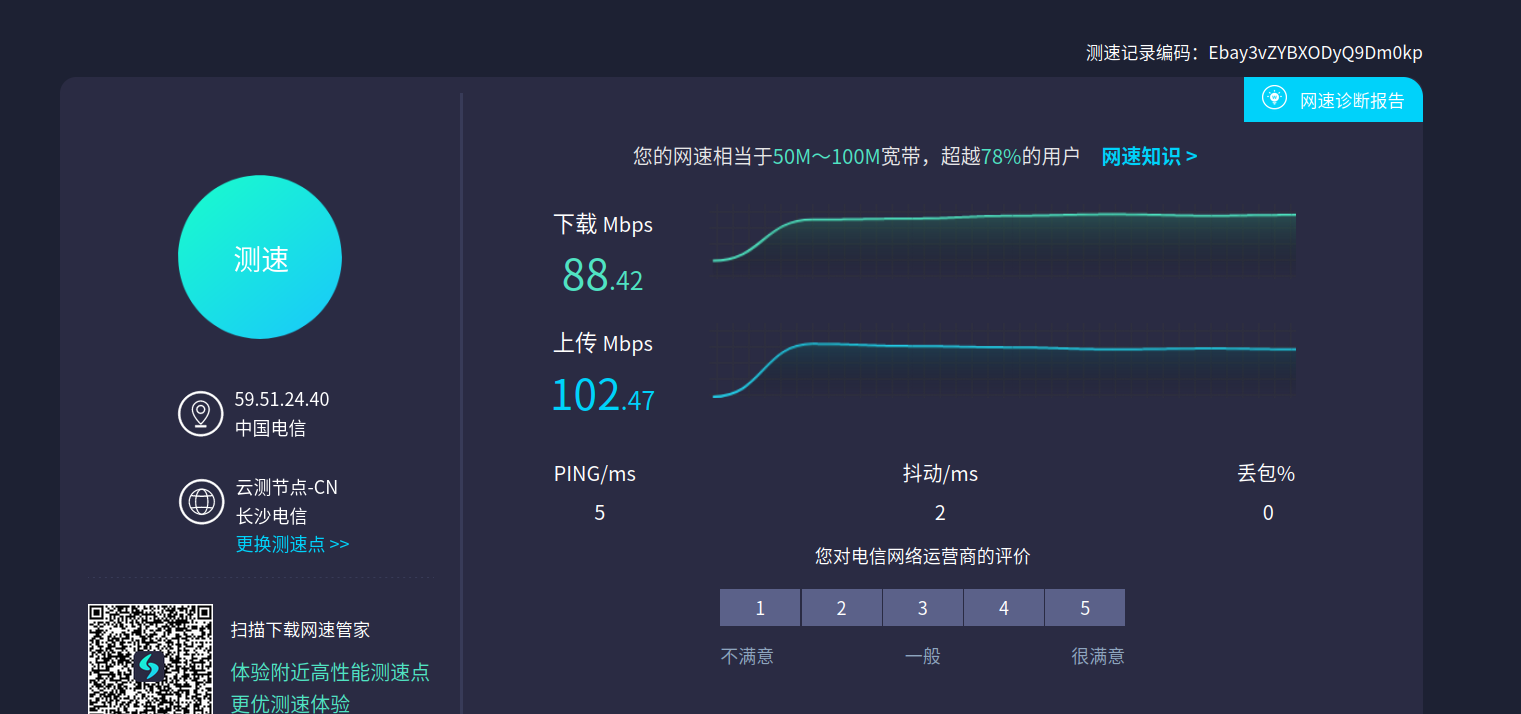 测速记录编码：Ebay3vZYBXODyQ9Dm0kp
网速诊断报告
您的网速相当于50M～100M宽带，超越78%的用户 网速知识 >
测速
下载 Mbps
88.42
上传 Mbps
102.47
59.51.24.40
中国电信
云测节点-CN
长沙电信
更换测速点 >>
PING/ms 抖动/ms 丢包%
5 2 0
您对电信网络运营商的评价
1 2 3 4 5
不满意 一般 很满意
扫描下载网速管家
体验附近高性能测速点
更优测速体验